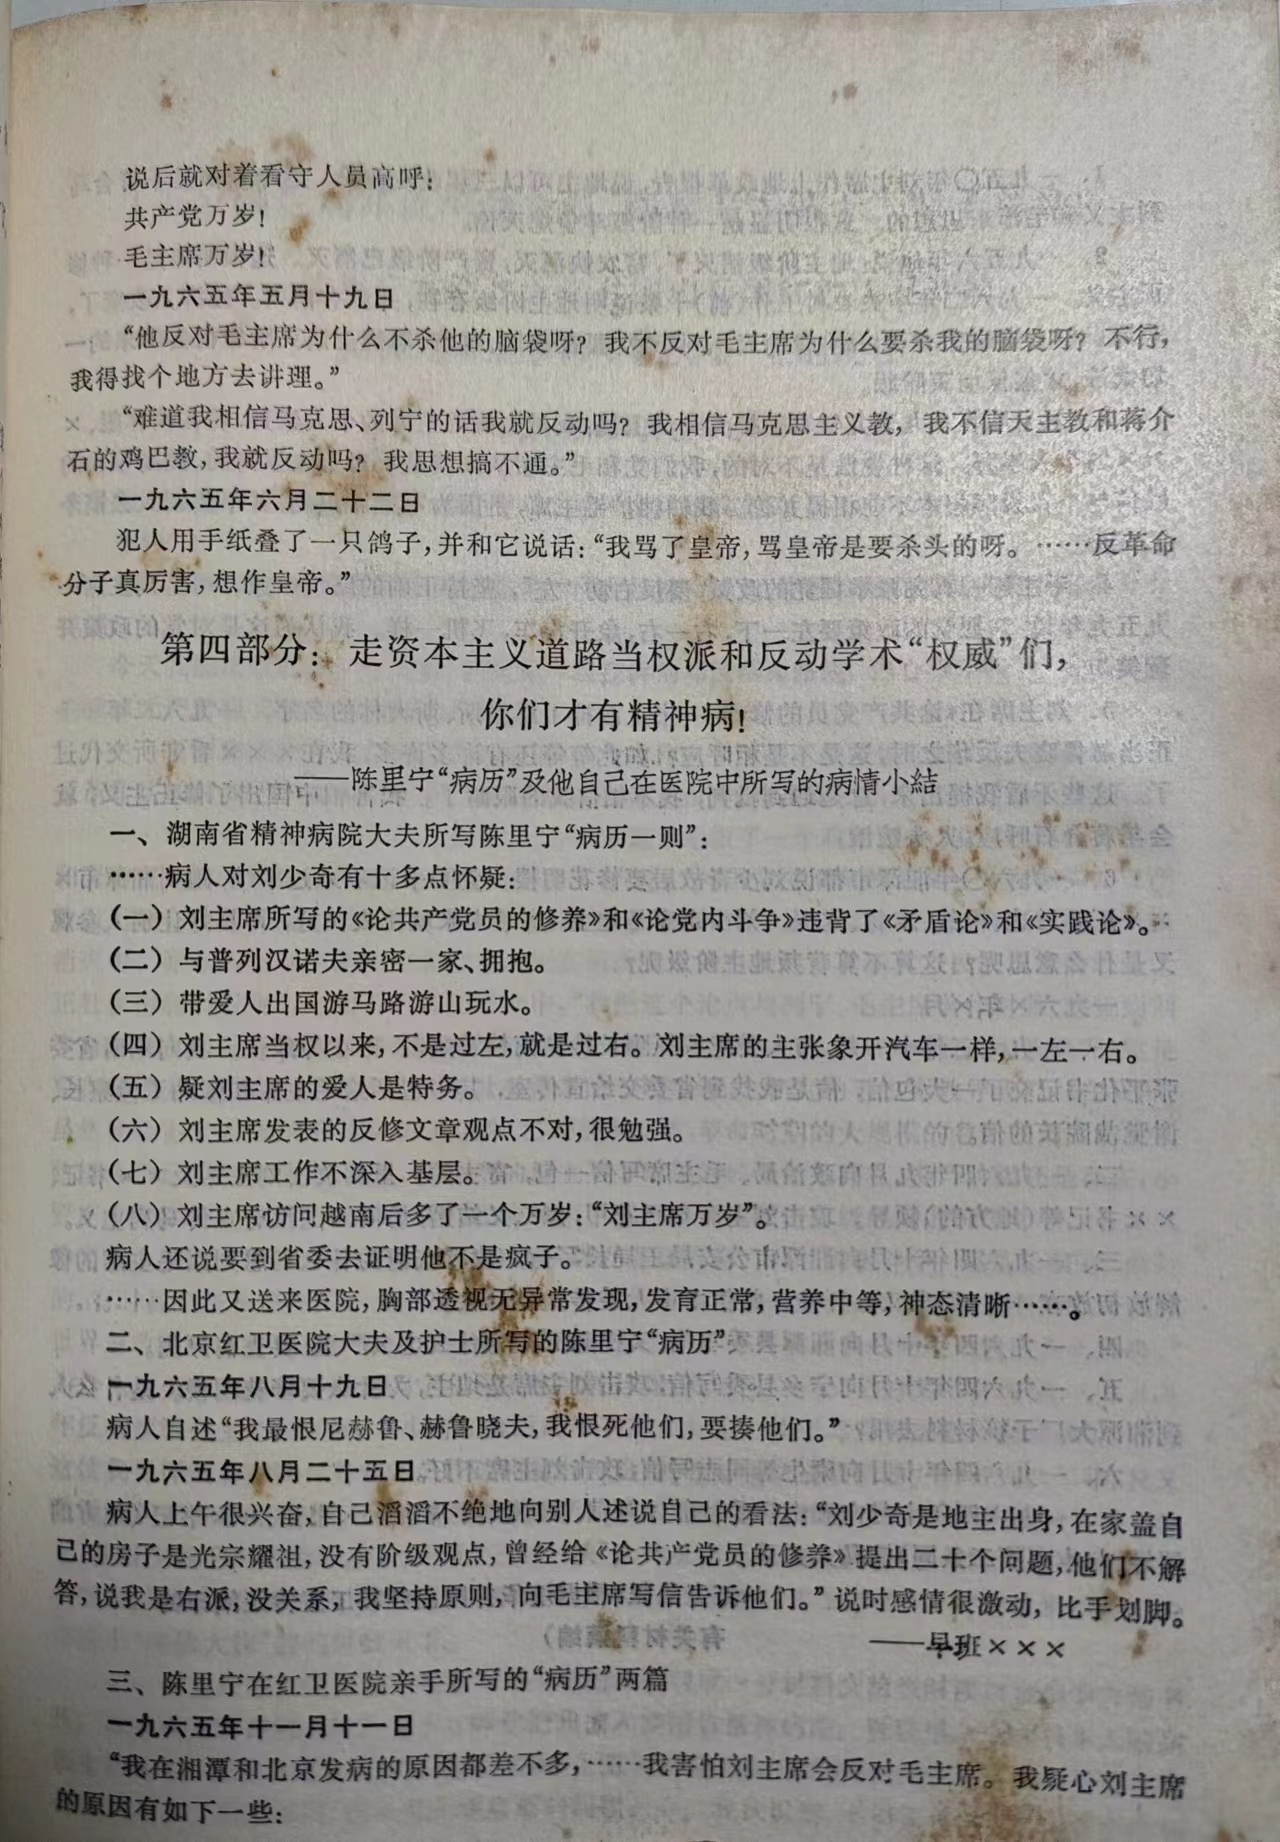 说后就对着看守人员高呼：
共产党万岁！
毛主席万岁！
一九六五年五月十九日
“他反对毛主席为什么不杀他的脑袋呀？我不反对毛主席为什么要杀我的脑袋呀？不行，
我得找个地方去讲理。”
“难道我相信马克思、列宁的话我就反动吗？我相信马克思主义教，我不信天主教和蒋介
石的鸡巴教，我就反动吗？我思想搞不通。”
一九六五年六月二十二日
犯人用手纸叠了一只鸽子，并和它说话：“我骂了皇帝，骂皇帝是要杀头的呀。……反革命
分子真厉害，想作皇帝。”
第四部分：走资本主义道路当权派和反动学术“权威”们，
你们才有精神病！
——陈里宁“病历”及他自己在医院中所写的病情小結
一、湖南省精神病院大夫所写陈里宁“病历一则”：
……病人对刘少奇有十多点怀疑：
（一）刘主席所写的《论共产党员的修养》和《论党内斗争》违背了《矛盾论》和《实践论》。
（二）与普列汉诺夫亲密一家、拥抱。
（三）带爱人出国游马路游山玩水。
（四）刘主席当权以来，不是过左，就是过右。刘主席的主张象开汽车一样，一左一右。
（五）疑刘主席的爱人是特务。
（六）刘主席发表的反修文章观点不对，很勉强。
（七）刘主席工作不深入基层。
（八）刘主席访问越南后多了一个万岁：“刘主席万岁”。
病人还说要到省委去证明他不是疯子。
……因此又送来医院，胸部透视无异常发现，发育正常，营养中等，神态清晰……。
二、北京红卫医院大夫及护士所写的陈里宁“病历”
一九六五年八月十九日
病人自述“我最恨尼赫鲁、赫鲁晓夫，我恨死他们，要揍他们。”
一九六五年八月二十五日
病人上午很兴奋，自己滔滔不绝地向别人述说自己的看法：“刘少奇是地主出身，在家盖自
己的房子是光宗耀祖，没有阶级观点，曾经给《论共产党员的修养》提出二十个问题，他们不解
答，说我是右派，没关系，我坚持原则，向毛主席写信告诉他们。”说时感情很激动，比手划脚。
——早班×××
三、陈里宁在红卫医院亲手所写的“病历”两篇
一九六五年十一月十一日
“我在湘潭和北京发病的原因都差不多，……我害怕刘主席会反对毛主席。我疑心刘主席
的原因有如下一些：